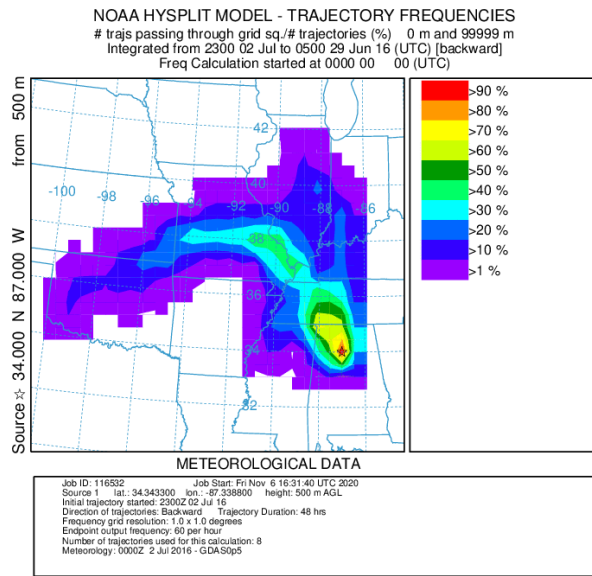 NOAA HYSPLIT MODEL - TRAJECTORY FREQUENCIES
# trajs passing through grid sq./# trajectories (%) 0 m and 99999 m
Integrated from 2300 02 Jul to 0500 29 Jun 16 (UTC) [backward]
Freq Calculation started at 0000 00 00 (UTC)
Source ☆ 34.000 N 87.000 W from 500 m
42
-100
-98
-96
-94
-92
40
-90
-88
-86
38
36
34
32
>90 %
>80 %
>70 %
>60 %
>50 %
>40 %
>30 %
>20 %
>10 %
>1 %
METEOROLOGICAL DATA
Job ID: 116532 Job Start: Fri Nov 6 16:31:40 UTC 2020
Source 1 lat.: 34.343300 lon.: -87.338800 height: 500 m AGL
Initial trajectory started: 2300Z 02 Jul 16
Direction of trajectories: Backward Trajectory Duration: 48 hrs
Frequency grid resolution: 1.0 x 1.0 degrees
Endpoint output frequency: 60 per hour
Number of trajectories used for this calculation: 8
Meteorology: 0000Z 2 Jul 2016 - GDAS0p5